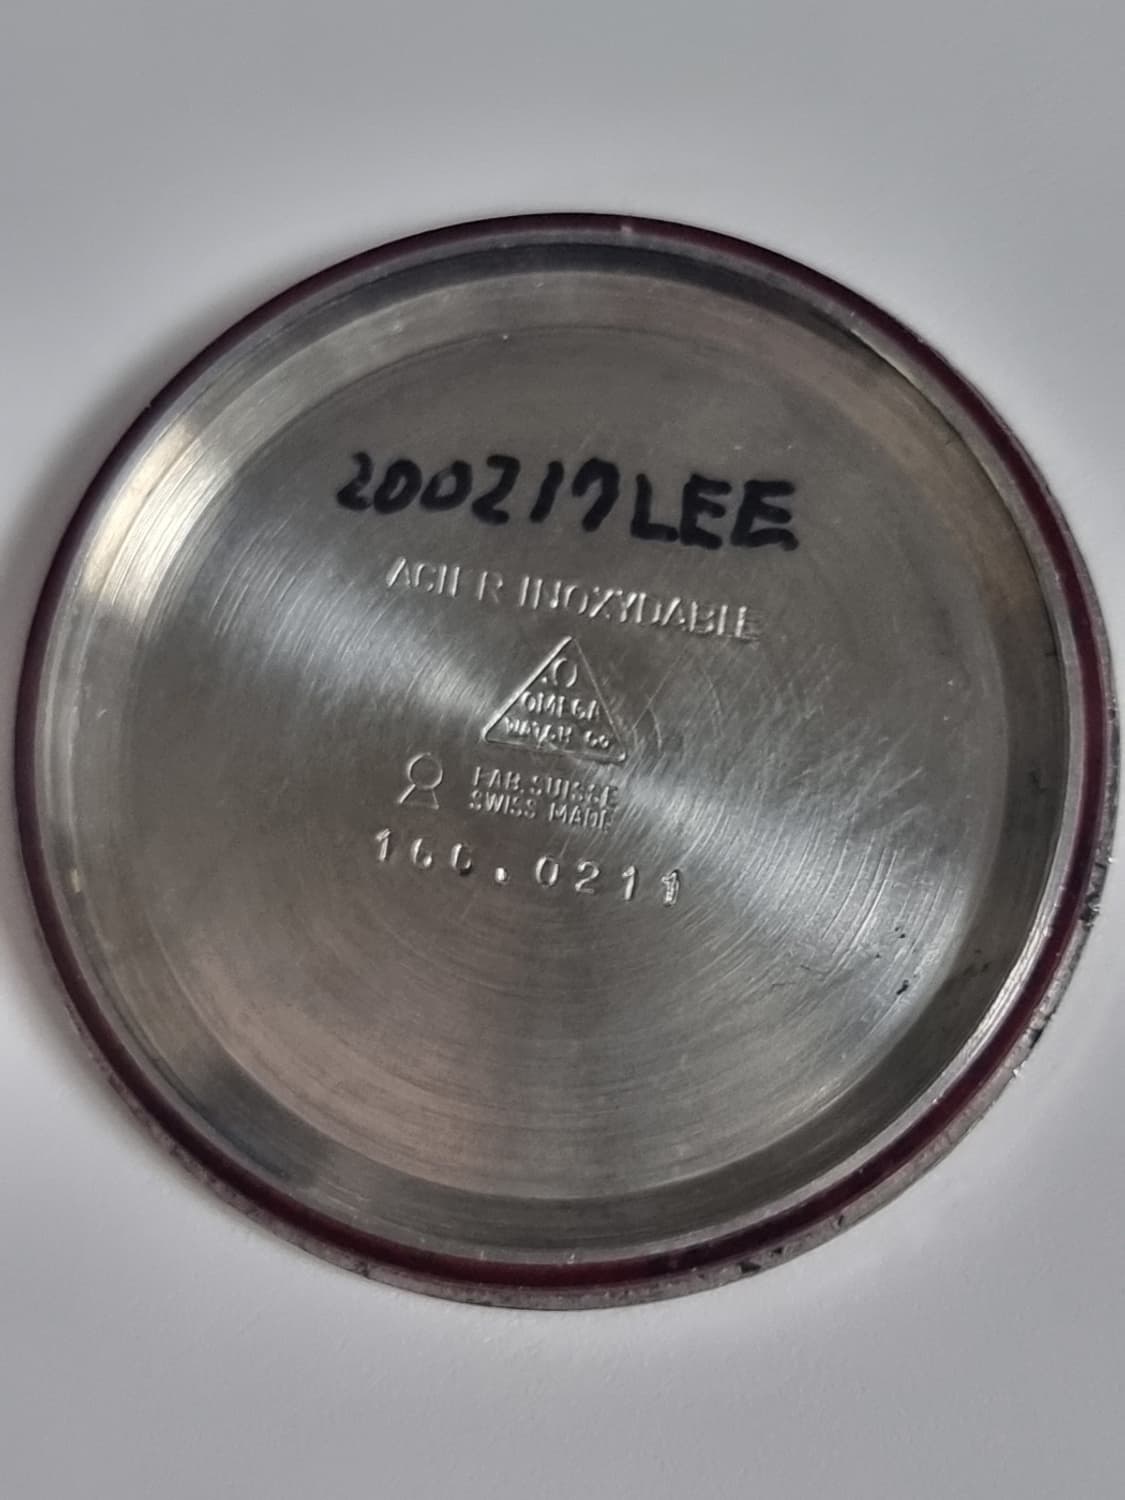 200217LEE
ACIER INOXYDABLE
Ω
OMEGA
WATCH Co
FAB. SUISSE
SWISS MADE
166.0211